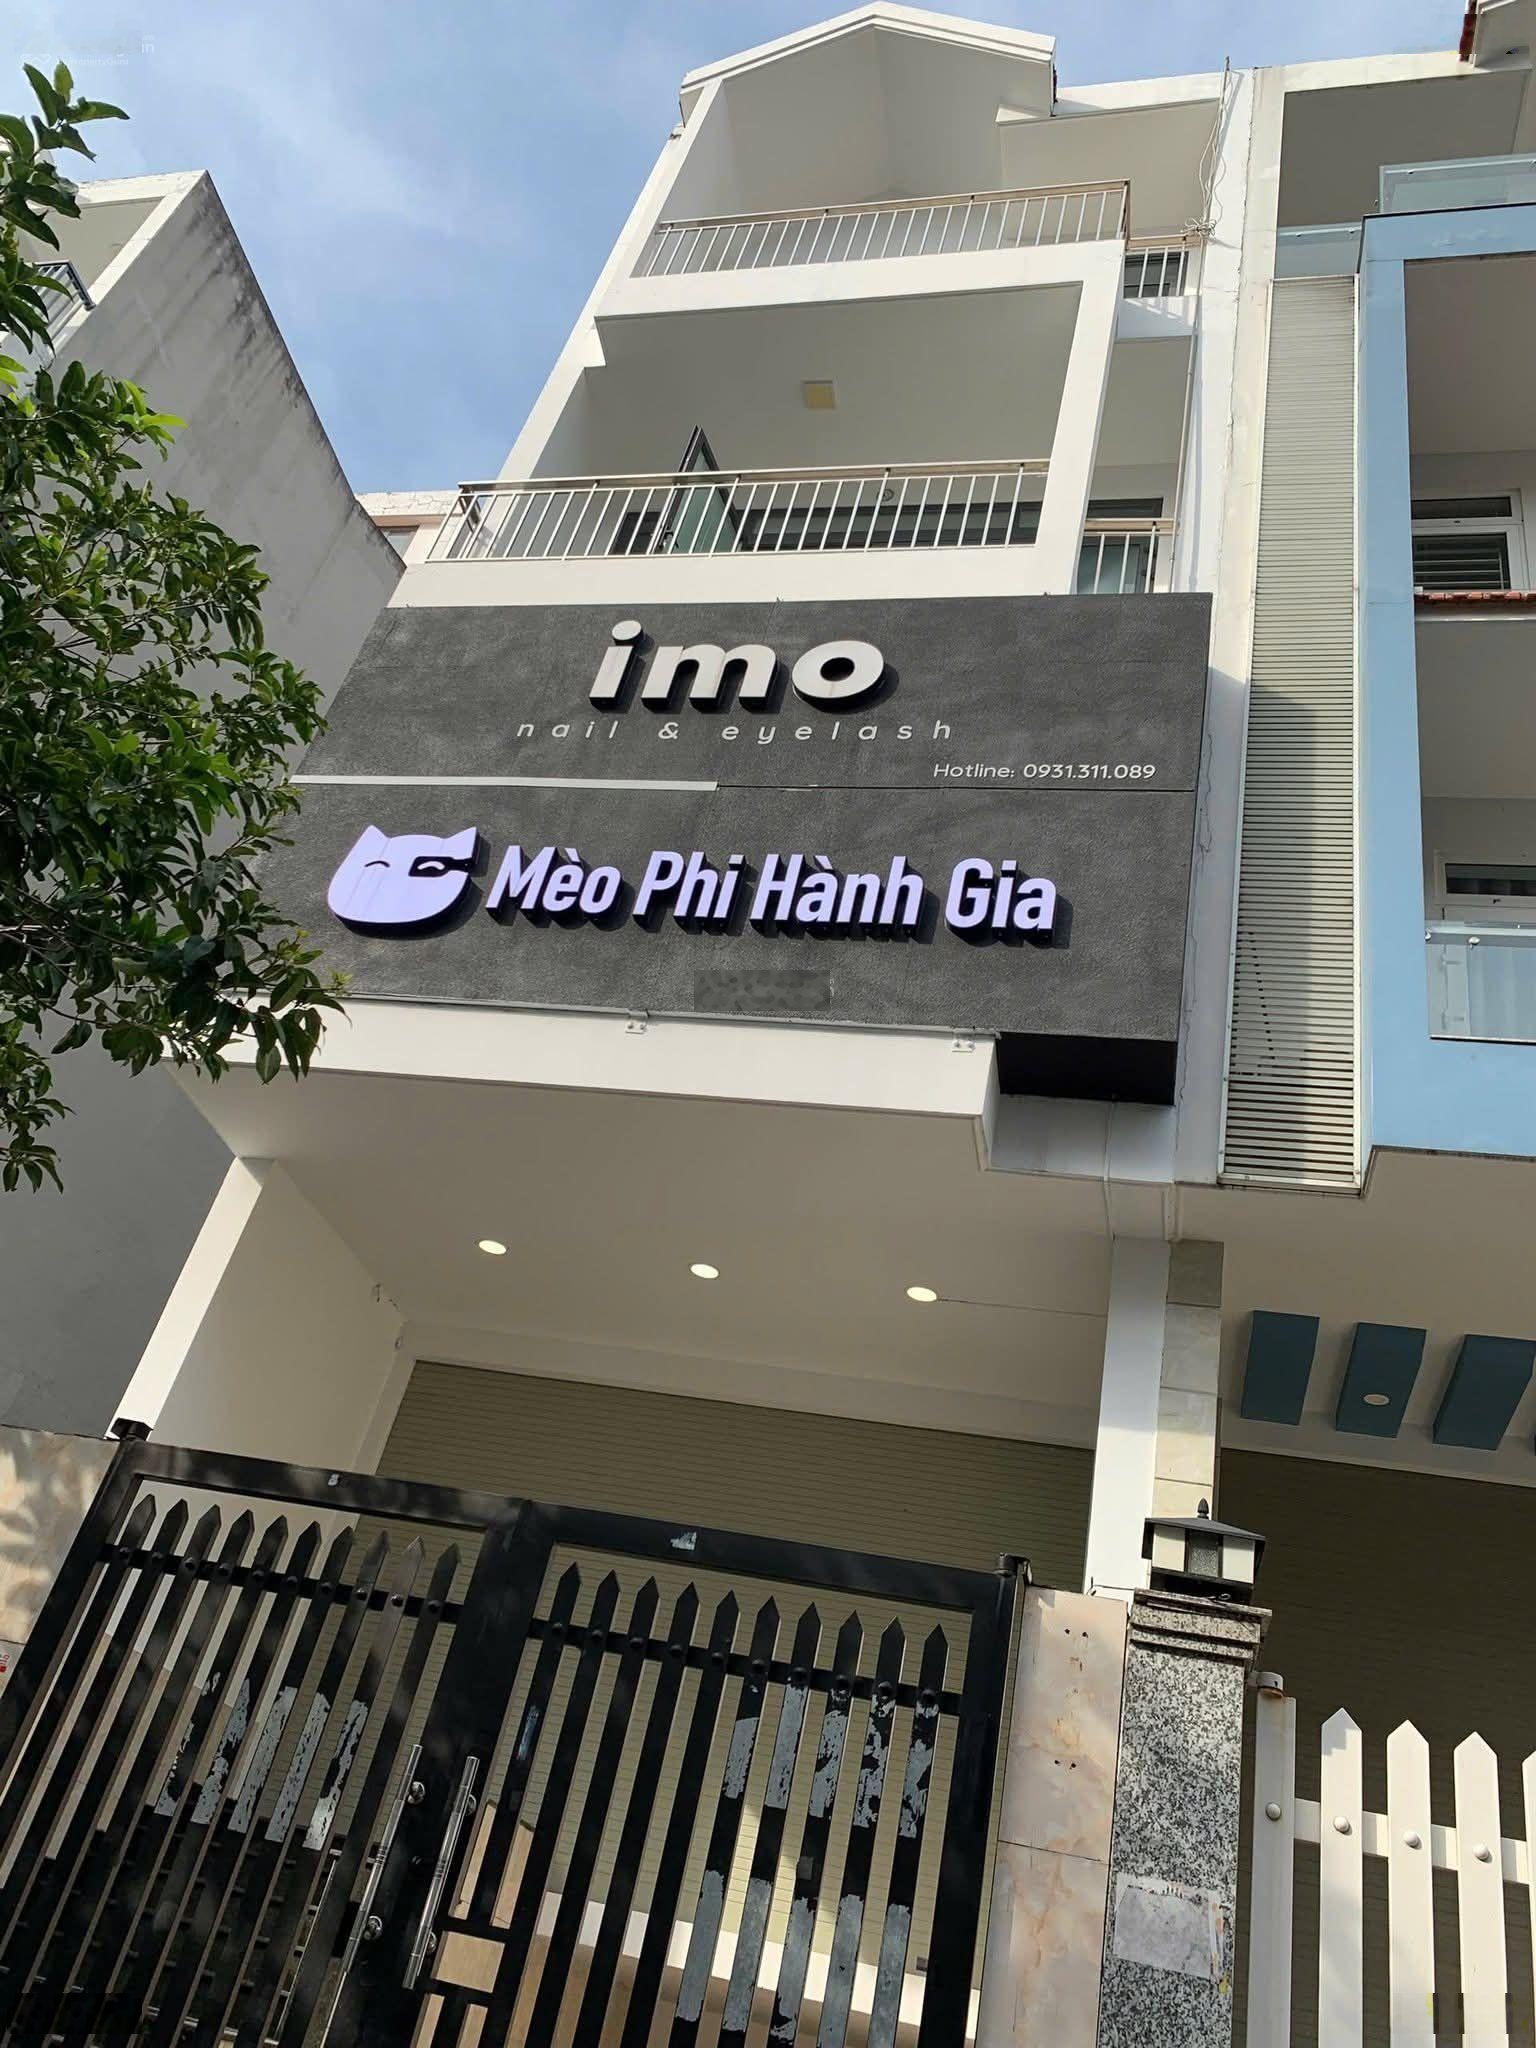 imo
nail & eyelash
Hotline: 0931.311.089
Mèo Phi Hành Gia